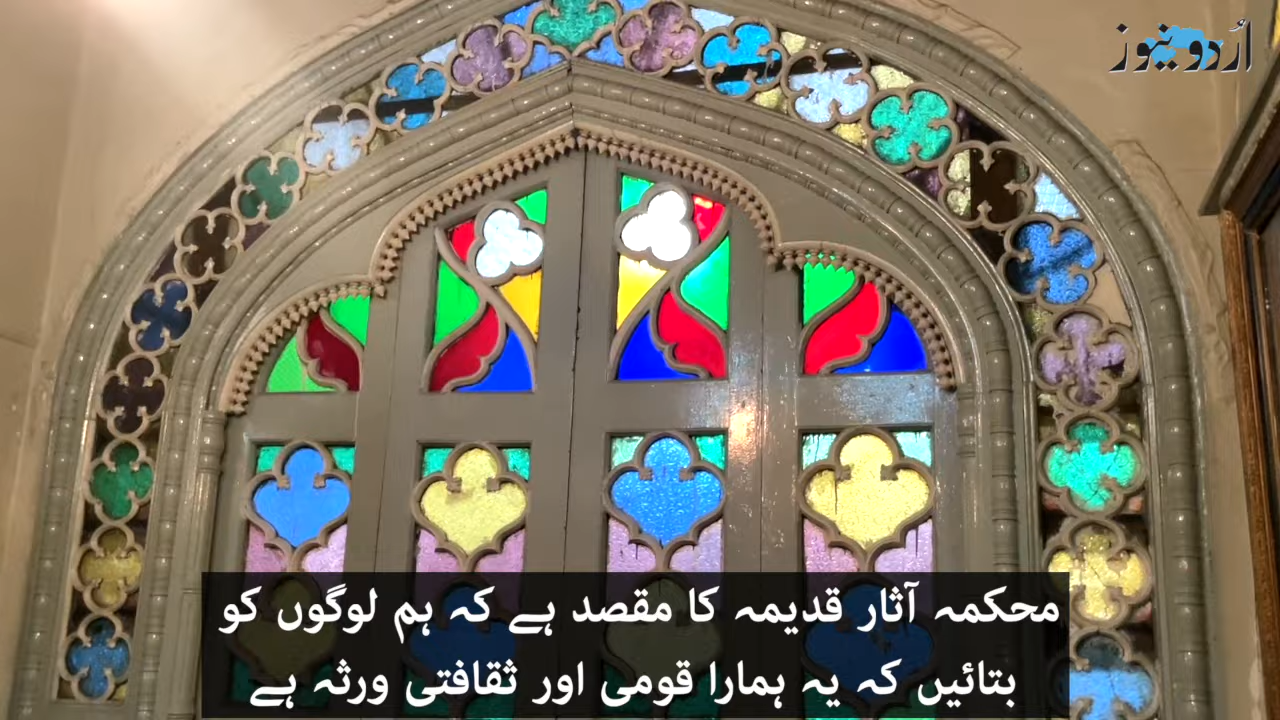 اُردو نیوز
محکمہ آثار قدیمہ کا مقصد ہے کہ ہم لوگوں کو
بتائیں کہ یہ ہمارا قومی اور ثقافتی ورثہ ہے